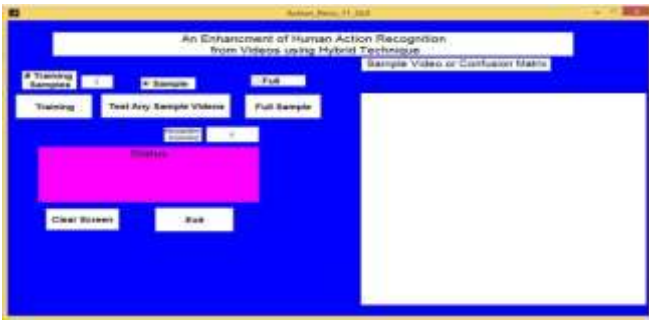 An Enhancment of Human Action Recognition
from Videos using Hybrid Technique
Sample Video or Confusion Matrix
# Training
Samples
# Sample
Full
Training
Test Any Sample Videos
Full Sample
Status
Clear Screen
Exit